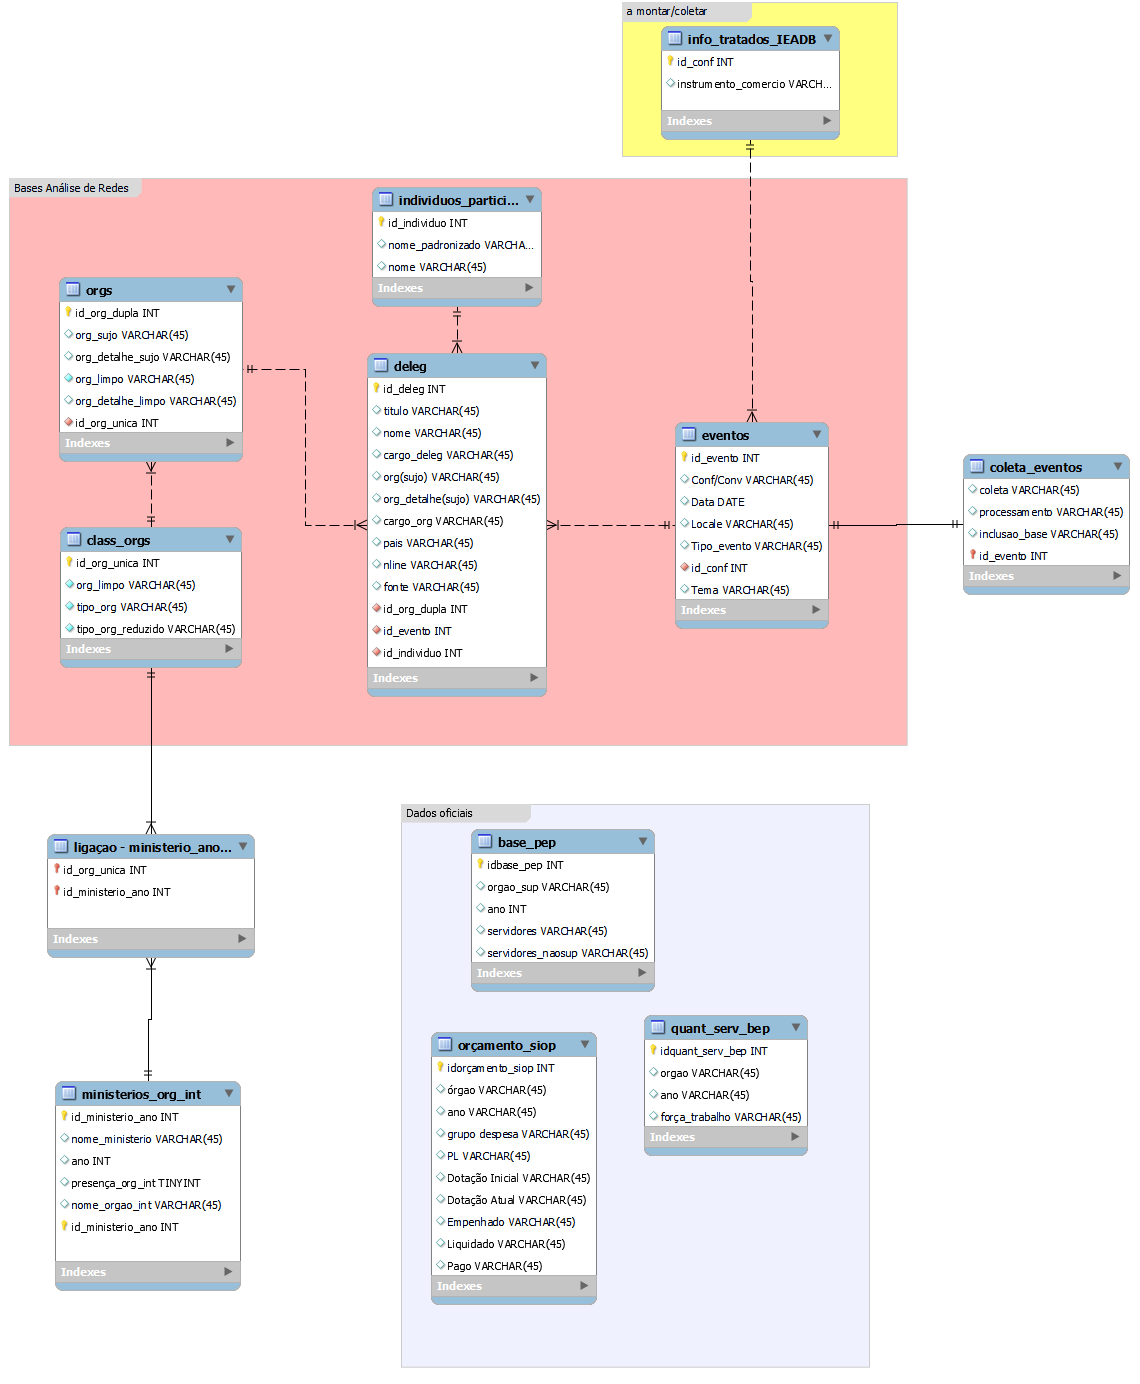 a montar/coletar
info_tratados_IEADB
id_conf INT
instrumento_comercio VARCH...
Indexes
Bases Análise de Redes
individuos_partici...
id_individuo INT
nome_padronizado VARCHA...
nome VARCHAR(45)
Indexes
orgs
id_org_dupla INT
org_sujo VARCHAR(45)
org_detalhe_sujo VARCHAR(45)
org_limpo VARCHAR(45)
org_detalhe_limpo VARCHAR(45)
id_org_unica INT
Indexes
deleg
id_deleg INT
titulo VARCHAR(45)
nome VARCHAR(45)
cargo_deleg VARCHAR(45)
org(sujo) VARCHAR(45)
org_detalhe(sujo) VARCHAR(45)
cargo_org VARCHAR(45)
pais VARCHAR(45)
nline VARCHAR(45)
fonte VARCHAR(45)
id_org_dupla INT
id_evento INT
id_individuo INT
Indexes
eventos
id_evento INT
Conf/Conv VARCHAR(45)
Data DATE
Locale VARCHAR(45)
Tipo_evento VARCHAR(45)
id_conf INT
Tema VARCHAR(45)
Indexes
coleta_eventos
coleta VARCHAR(45)
processamento VARCHAR(45)
inclusao_base VARCHAR(45)
id_evento INT
Indexes
class_orgs
id_org_unica INT
org_limpo VARCHAR(45)
tipo_org VARCHAR(45)
tipo_org_reduzido VARCHAR(45)
Indexes
ligaçao - ministerio_ano...
id_org_unica INT
id_ministerio_ano INT
Indexes
ministerios_org_int
id_ministerio_ano INT
nome_ministerio VARCHAR(45)
ano INT
presença_org_int TINYINT
nome_orgao_int VARCHAR(45)
id_ministerio_ano INT
Indexes
Dados oficiais
base_pep
idbase_pep INT
orgao_sup VARCHAR(45)
ano INT
servidores VARCHAR(45)
servidores_naosup VARCHAR(45)
Indexes
quant_serv_bep
idquant_serv_bep INT
orgao VARCHAR(45)
ano VARCHAR(45)
força_trabalho VARCHAR(45)
Indexes
orçamento_siop
idorçamento_siop INT
órgao VARCHAR(45)
ano VARCHAR(45)
grupo despesa VARCHAR(45)
PL VARCHAR(45)
Dotação Inicial VARCHAR(45)
Dotação Atual VARCHAR(45)
Empenhado VARCHAR(45)
Liquidado VARCHAR(45)
Pago VARCHAR(45)
Indexes